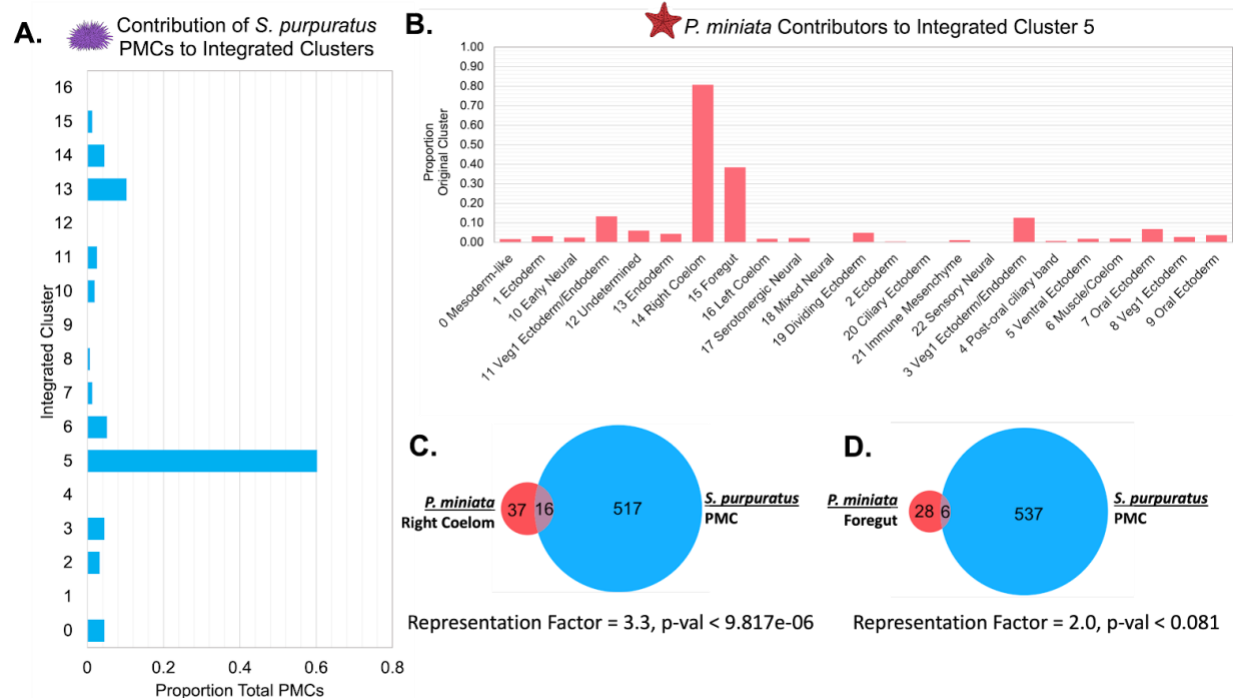 A.
Contribution of S. purpuratus
PMCs to Integrated Clusters
Integrated Cluster
16
15
14
13
12
11
10
9
8
7
6
5
4
3
2
1
0
0
0.2
0.4
0.6
0.8
Proportion Total PMCs
B.
P. miniata Contributors to Integrated Cluster 5
Proportion
Original Cluster
1.00
0.90
0.80
0.70
0.60
0.50
0.40
0.30
0.20
0.10
0.00
0 Mesoderm-like
1 Ectoderm
10 Early Neural
11 Veg1 Ectoderm/Endoderm
12 Undetermined
13 Endoderm
14 Right Coelom
15 Foregut
16 Left Coelom
17 Serotonergic Neural
18 Mixed Neural
19 Dividing Ectoderm
2 Ectoderm
20 Ciliary Ectoderm
21 Immune Mesenchyme
22 Sensory Neural
3 Veg1 Ectoderm/Endoderm
4 Post-oral ciliary band
5 Ventral Ectoderm
6 Muscle/Coelom
7 Oral Ectoderm
8 Veg1 Ectoderm
9 Oral Ectoderm
C.
P. miniata
Right Coelom
37
16
517
S. purpuratus
PMC
Representation Factor = 3.3, p-val < 9.817e-06
D.
P. miniata
Foregut
28
6
537
S. purpuratus
PMC
Representation Factor = 2.0, p-val < 0.081